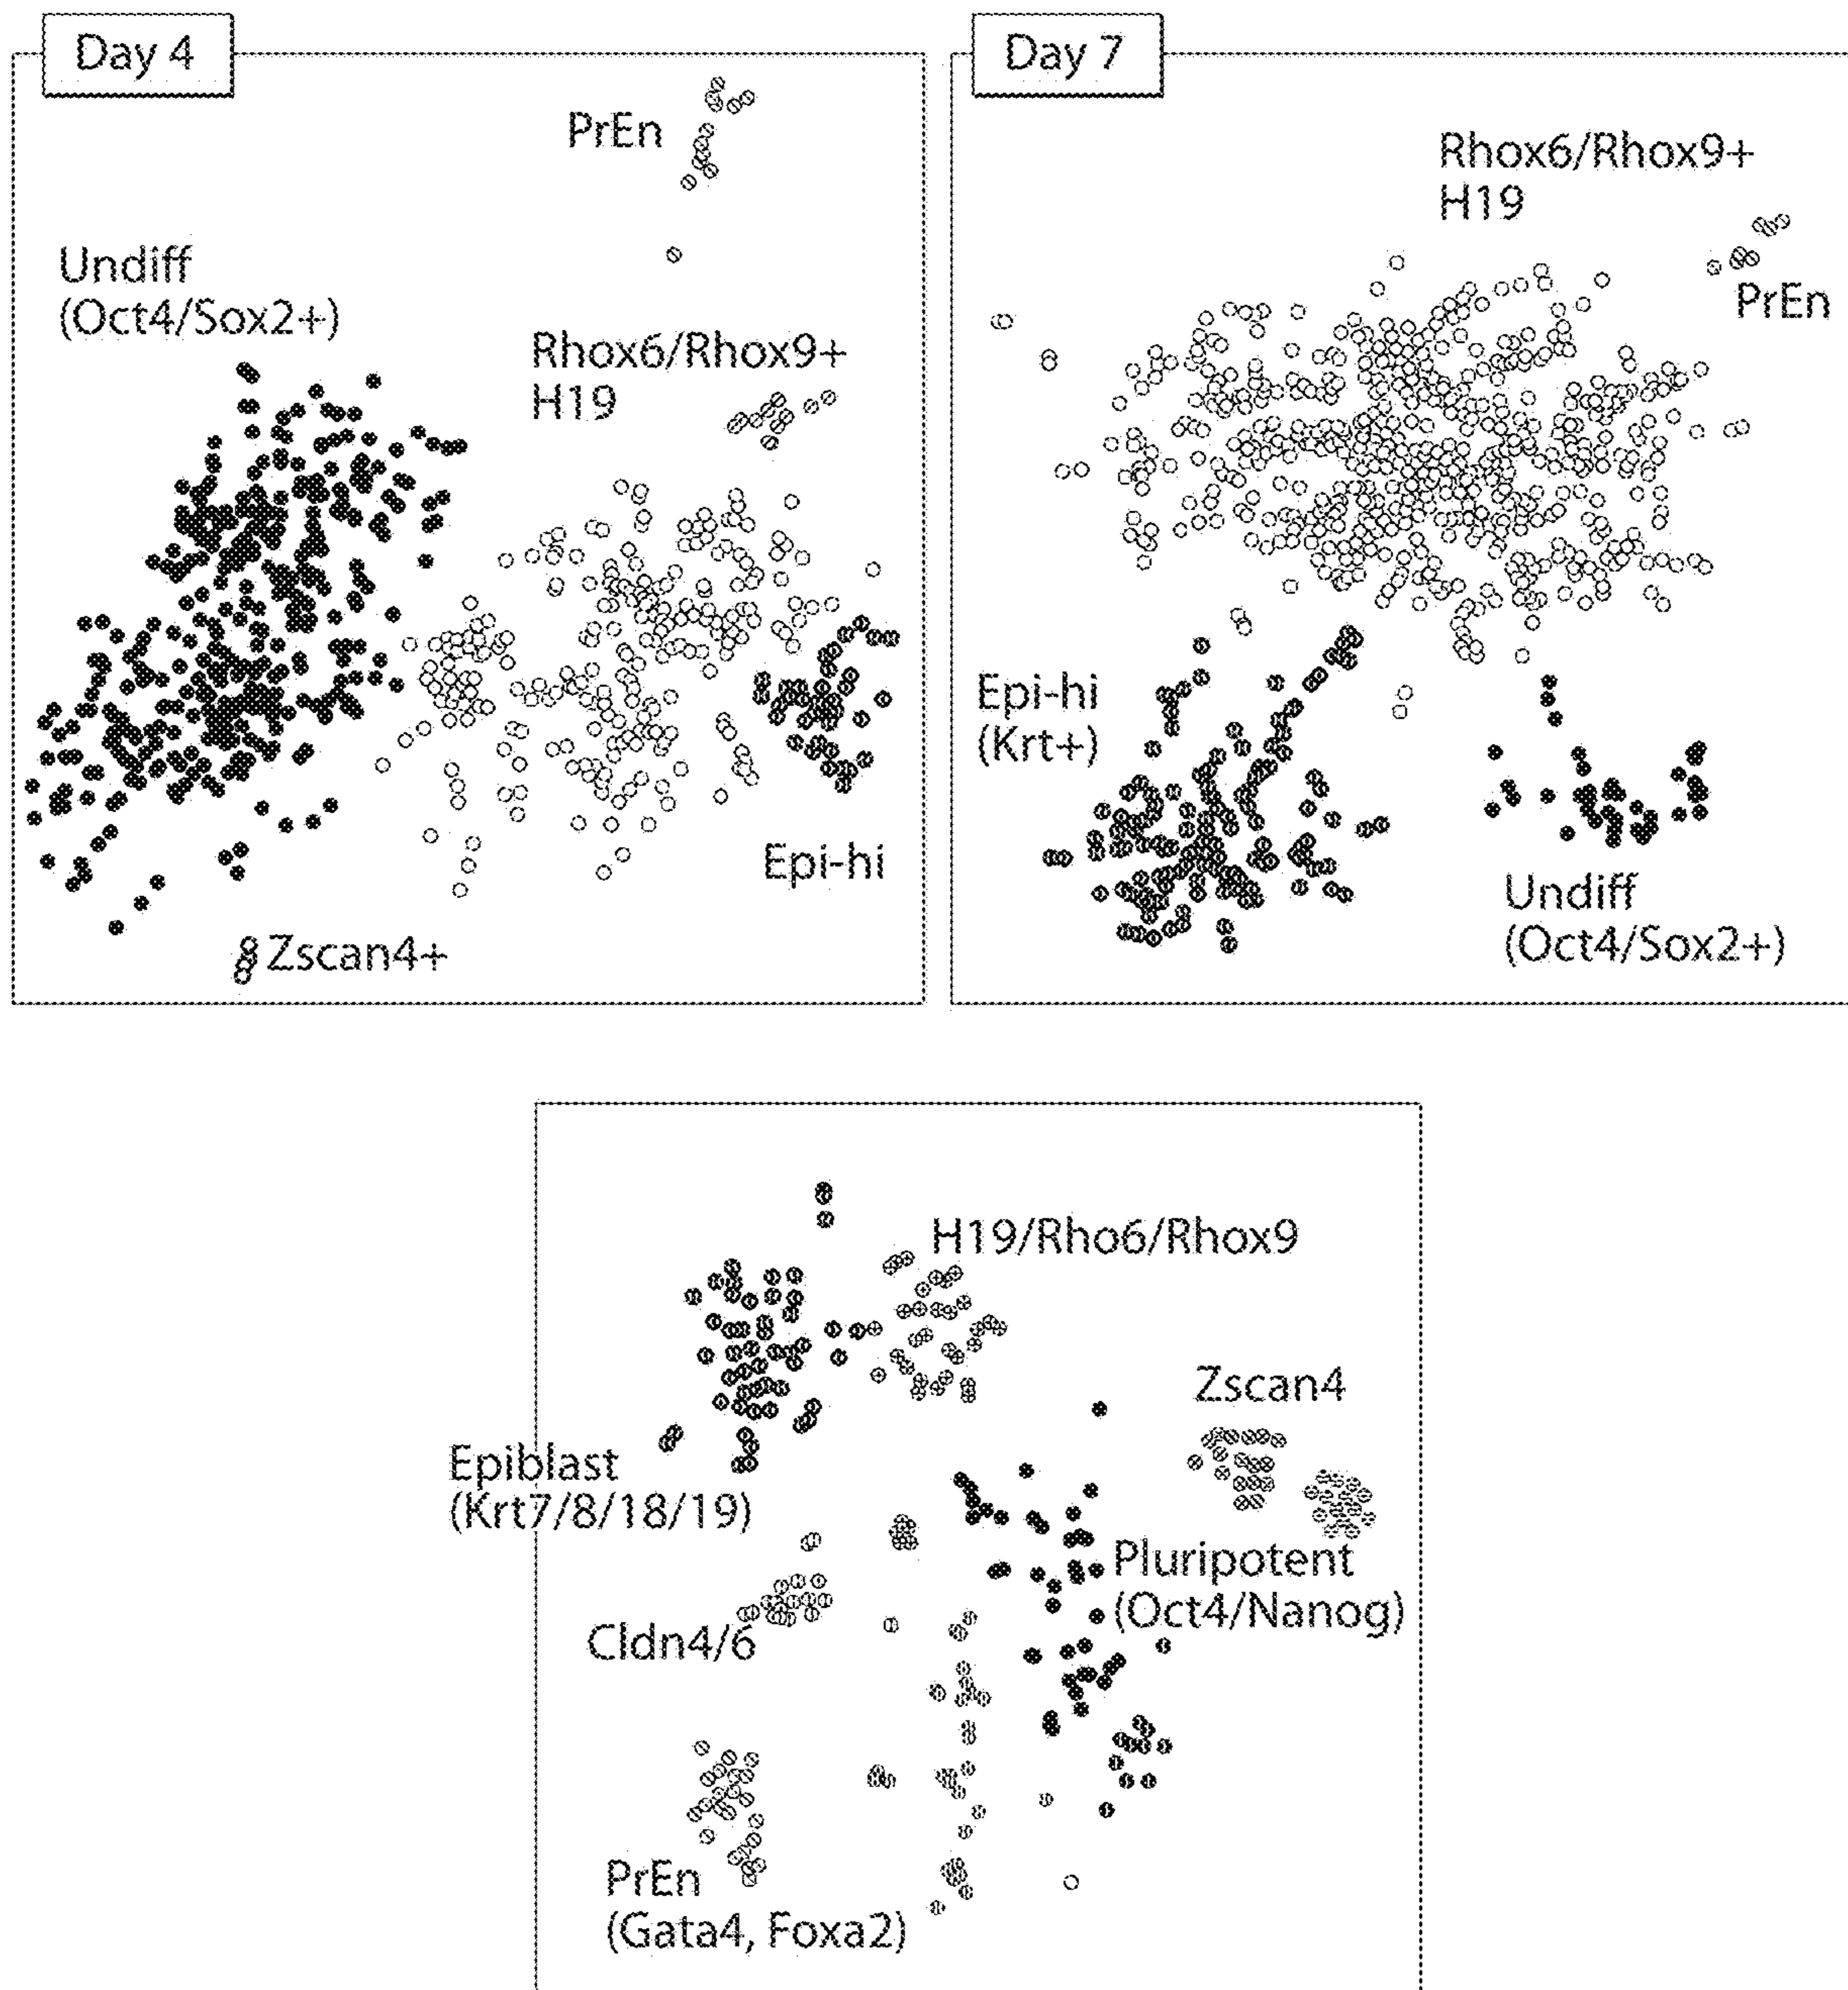 Day 4
PrEn
Undiff
(Oct4/Sox2+)
Rhox6/Rhox9+
H19
Epi-hi
Zscan4+
Day 7
Rhox6/Rhox9+
H19
PrEn
Epi-hi
(Krt+)
Undiff
(Oct4/Sox2+)
H19/Rho6/Rhox9
Zscan4
Epiblast
(Krt7/8/18/19)
Pluripotent
(Oct4/Nanog)
Cldn4/6
PrEn
(Gata4, Foxa2)